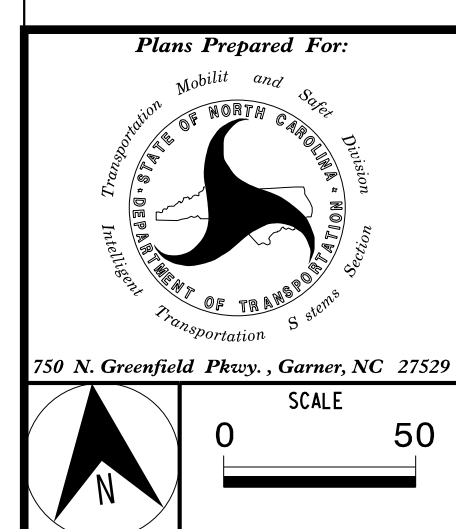 Plans Prepared For:
Transportation Mobilit and Safet Division
STATE OF NORTH CAROLINA
DEPARTMENT OF TRANSPORTATION
Intelligent Transportation S stems Section
750 N. Greenfield Pkwy. , Garner, NC 27529
SCALE
0 50
N